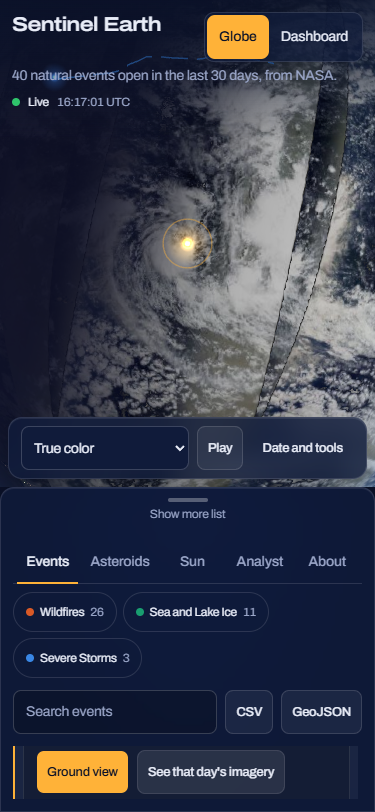 Sentinel Earth
Globe
Dashboard
40 natural events open in the last 30 days, from NASA.
Live 16:17:01 UTC
True color
Play
Date and tools
Show more list
Events
Asteroids
Sun
Analyst
About
Wildfires 26
Sea and Lake Ice 11
Severe Storms 3
Search events
CSV
GeoJSON
Ground view
See that day's imagery